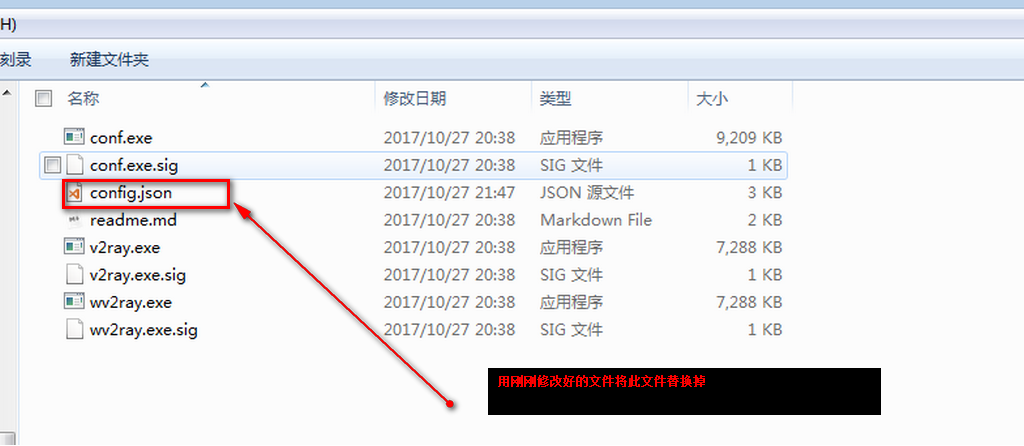 H)
刻录 新建文件夹
名称 修改日期 类型 大小
conf.exe 2017/10/27 20:38 应用程序 9,209 KB
conf.exe.sig 2017/10/27 20:38 SIG 文件 1 KB
config.json 2017/10/27 21:47 JSON 源文件 3 KB
readme.md 2017/10/27 20:38 Markdown File 2 KB
v2ray.exe 2017/10/27 20:38 应用程序 7,288 KB
v2ray.exe.sig 2017/10/27 20:38 SIG 文件 1 KB
wv2ray.exe 2017/10/27 20:38 应用程序 7,288 KB
wv2ray.exe.sig 2017/10/27 20:38 SIG 文件 1 KB
用刚刚修改好的文件将此文件替换掉